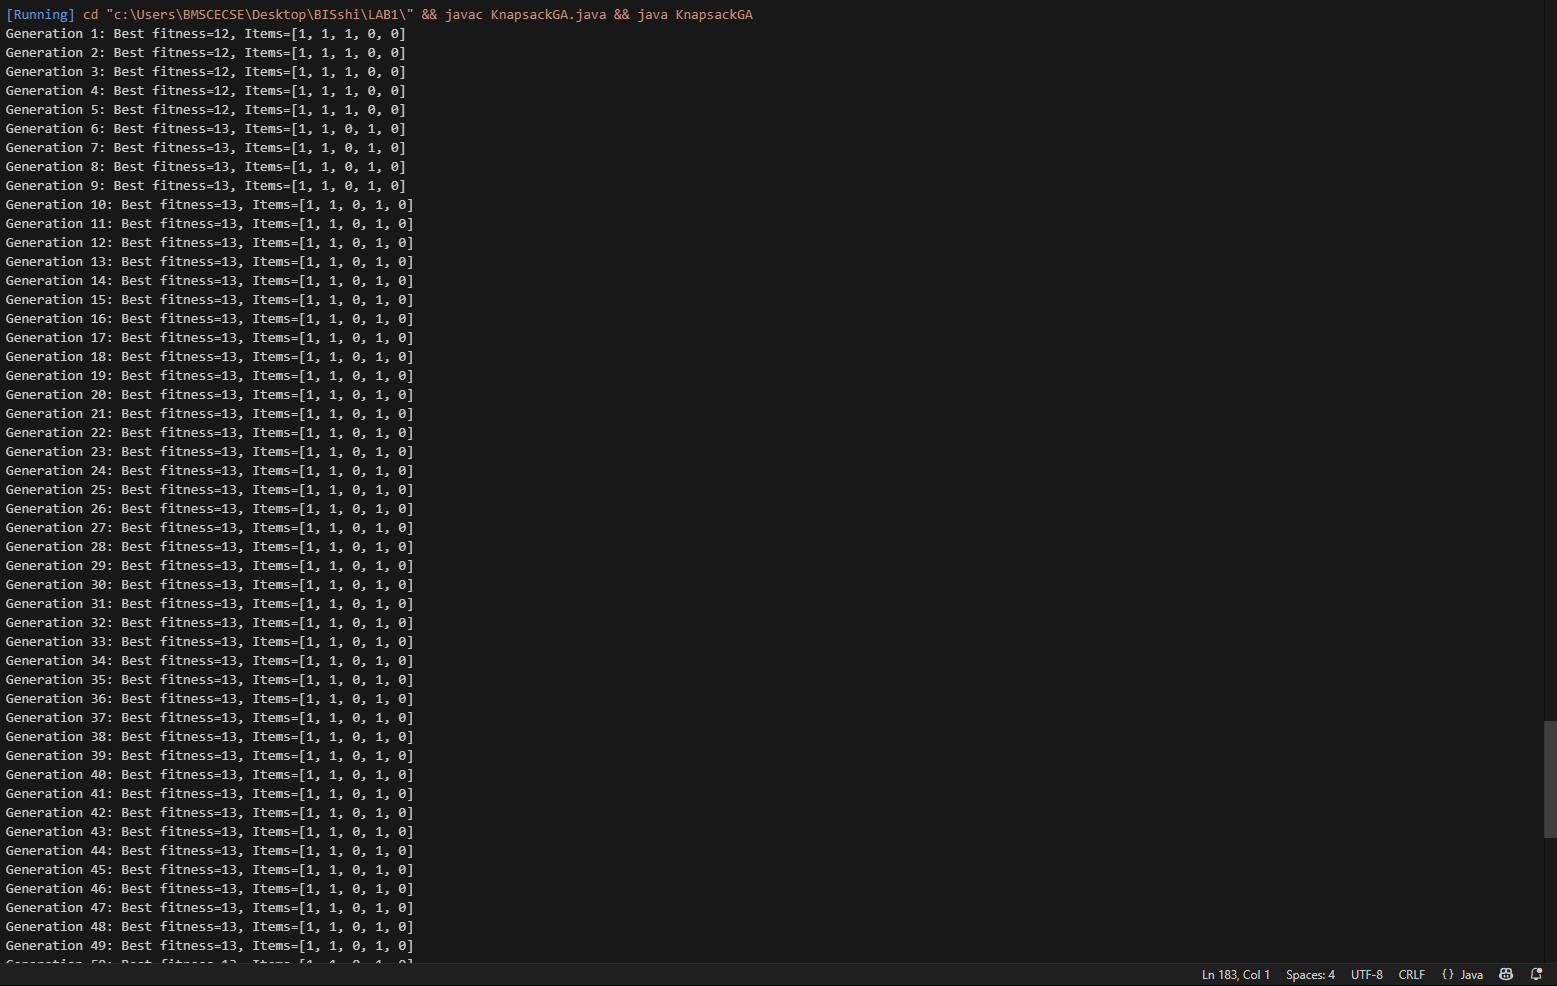 [Running] cd "c:\Users\BMSCECSE\Desktop\BISshi\LAB1\" && javac KnapsackGA.java && java KnapsackGA
Generation 1: Best fitness=12, Items=[1, 1, 1, 0, 0]
Generation 2: Best fitness=12, Items=[1, 1, 1, 0, 0]
Generation 3: Best fitness=12, Items=[1, 1, 1, 0, 0]
Generation 4: Best fitness=12, Items=[1, 1, 1, 0, 0]
Generation 5: Best fitness=12, Items=[1, 1, 1, 0, 0]
Generation 6: Best fitness=13, Items=[1, 1, 0, 1, 0]
Generation 7: Best fitness=13, Items=[1, 1, 0, 1, 0]
Generation 8: Best fitness=13, Items=[1, 1, 0, 1, 0]
Generation 9: Best fitness=13, Items=[1, 1, 0, 1, 0]
Generation 10: Best fitness=13, Items=[1, 1, 0, 1, 0]
Generation 11: Best fitness=13, Items=[1, 1, 0, 1, 0]
Generation 12: Best fitness=13, Items=[1, 1, 0, 1, 0]
Generation 13: Best fitness=13, Items=[1, 1, 0, 1, 0]
Generation 14: Best fitness=13, Items=[1, 1, 0, 1, 0]
Generation 15: Best fitness=13, Items=[1, 1, 0, 1, 0]
Generation 16: Best fitness=13, Items=[1, 1, 0, 1, 0]
Generation 17: Best fitness=13, Items=[1, 1, 0, 1, 0]
Generation 18: Best fitness=13, Items=[1, 1, 0, 1, 0]
Generation 19: Best fitness=13, Items=[1, 1, 0, 1, 0]
Generation 20: Best fitness=13, Items=[1, 1, 0, 1, 0]
Generation 21: Best fitness=13, Items=[1, 1, 0, 1, 0]
Generation 22: Best fitness=13, Items=[1, 1, 0, 1, 0]
Generation 23: Best fitness=13, Items=[1, 1, 0, 1, 0]
Generation 24: Best fitness=13, Items=[1, 1, 0, 1, 0]
Generation 25: Best fitness=13, Items=[1, 1, 0, 1, 0]
Generation 26: Best fitness=13, Items=[1, 1, 0, 1, 0]
Generation 27: Best fitness=13, Items=[1, 1, 0, 1, 0]
Generation 28: Best fitness=13, Items=[1, 1, 0, 1, 0]
Generation 29: Best fitness=13, Items=[1, 1, 0, 1, 0]
Generation 30: Best fitness=13, Items=[1, 1, 0, 1, 0]
Generation 31: Best fitness=13, Items=[1, 1, 0, 1, 0]
Generation 32: Best fitness=13, Items=[1, 1, 0, 1, 0]
Generation 33: Best fitness=13, Items=[1, 1, 0, 1, 0]
Generation 34: Best fitness=13, Items=[1, 1, 0, 1, 0]
Generation 35: Best fitness=13, Items=[1, 1, 0, 1, 0]
Generation 36: Best fitness=13, Items=[1, 1, 0, 1, 0]
Generation 37: Best fitness=13, Items=[1, 1, 0, 1, 0]
Generation 38: Best fitness=13, Items=[1, 1, 0, 1, 0]
Generation 39: Best fitness=13, Items=[1, 1, 0, 1, 0]
Generation 40: Best fitness=13, Items=[1, 1, 0, 1, 0]
Generation 41: Best fitness=13, Items=[1, 1, 0, 1, 0]
Generation 42: Best fitness=13, Items=[1, 1, 0, 1, 0]
Generation 43: Best fitness=13, Items=[1, 1, 0, 1, 0]
Generation 44: Best fitness=13, Items=[1, 1, 0, 1, 0]
Generation 45: Best fitness=13, Items=[1, 1, 0, 1, 0]
Generation 46: Best fitness=13, Items=[1, 1, 0, 1, 0]
Generation 47: Best fitness=13, Items=[1, 1, 0, 1, 0]
Generation 48: Best fitness=13, Items=[1, 1, 0, 1, 0]
Generation 49: Best fitness=13, Items=[1, 1, 0, 1, 0]
Ln 183, Col 1 Spaces: 4 UTF-8 CRLF {} Java